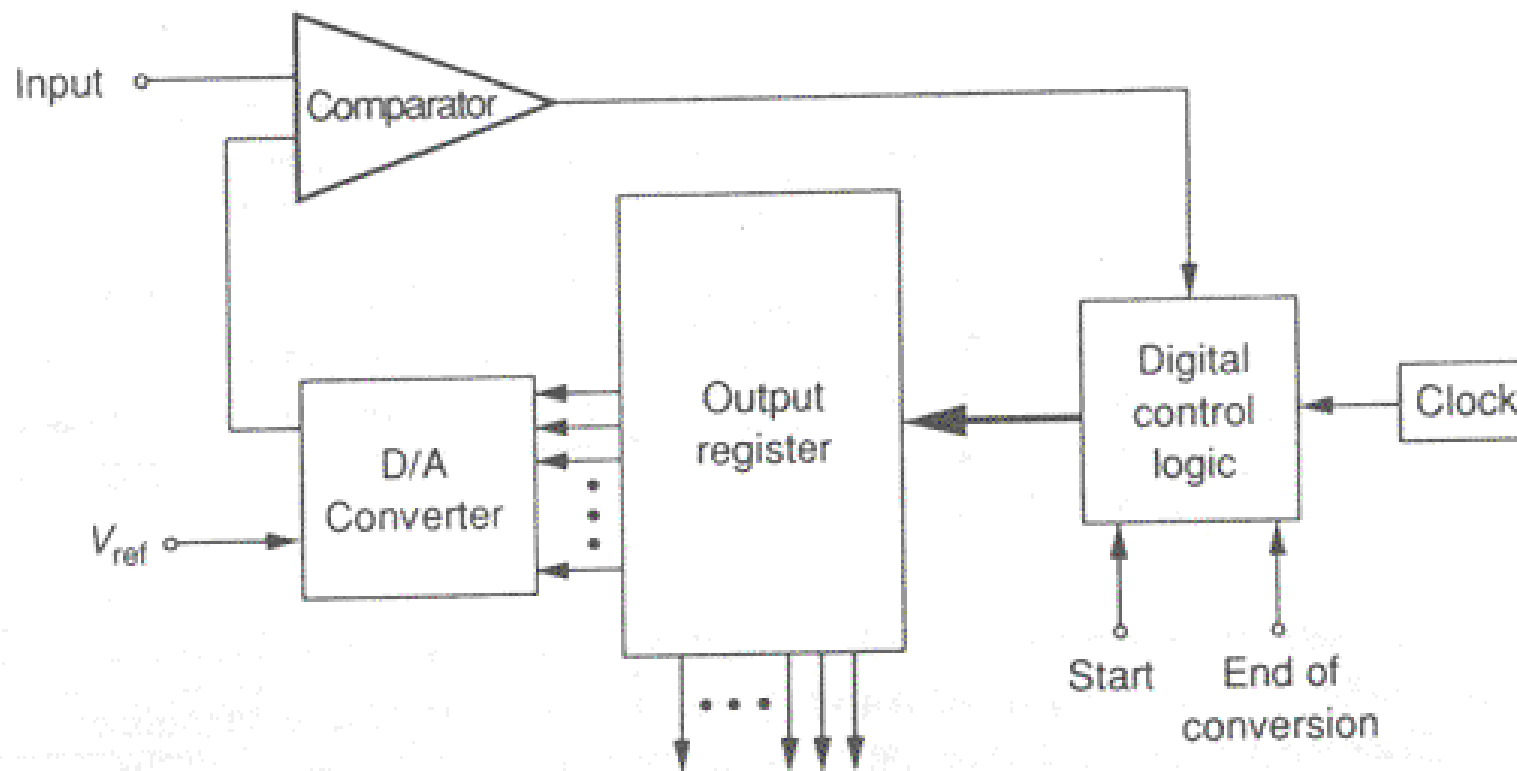 Input
Comparator
Output
register
Digital
control
logic
Clock
D/A
Converter
Vref
Start
End of
conversion